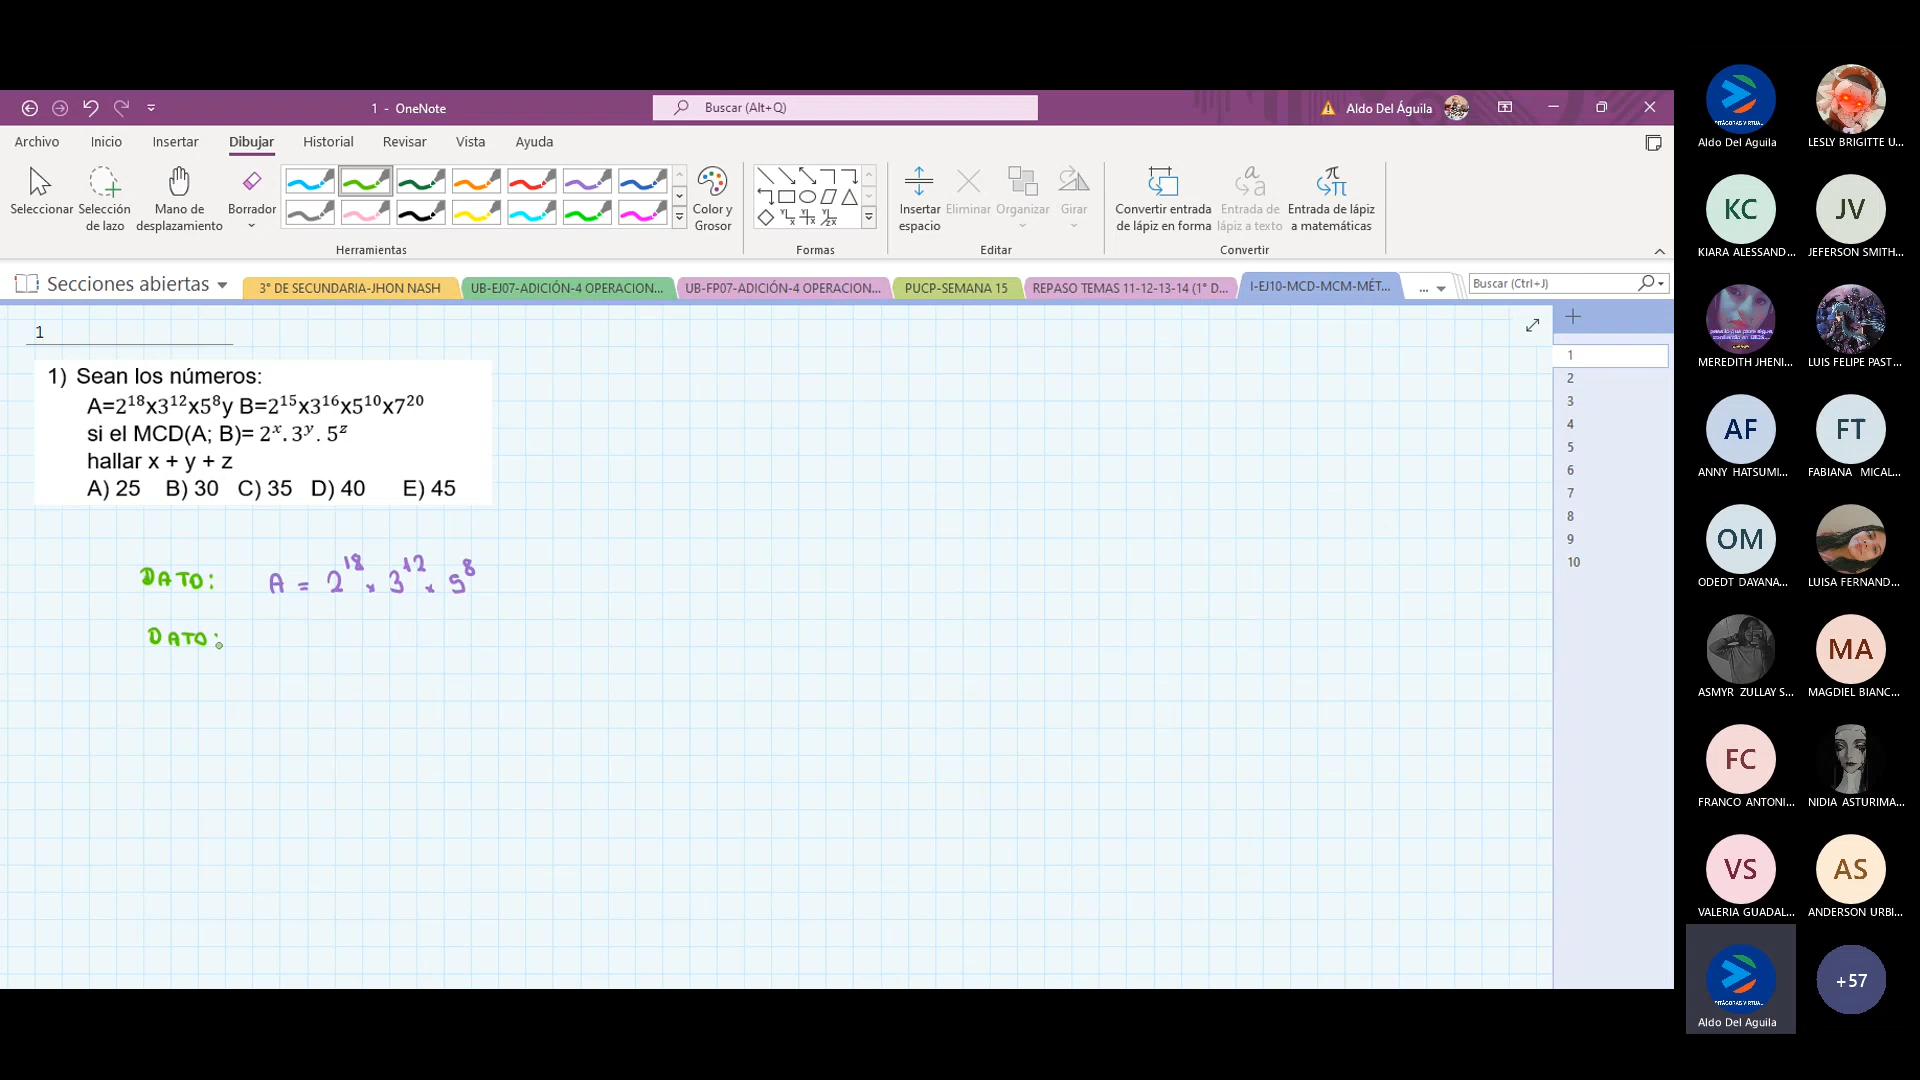 1 - OneNote
Buscar (Alt+Q)
Aldo Del Águila
Archivo Inicio Insertar Dibujar Historial Revisar Vista Ayuda
Seleccionar
Selección de lazo
Mano de desplazamiento
Borrador
Color y Grosor
Insertar espacio
Eliminar
Organizar
Girar
Convertir entrada de lápiz en forma
Entrada de lápiz a texto
Entrada de lápiz a matemáticas
Herramientas
Formas
Editar
Convertir
Secciones abiertas
3° DE SECUNDARIA-JHON NASH
UB-EJ07-ADICIÓN-4 OPERACION...
UB-FP07-ADICIÓN-4 OPERACION...
PUCP-SEMANA 15
REPASO TEMAS 11-12-13-14 (1° D...
I-EJ10-MCD-MCM-MÉT...
...
Buscar (Ctrl+J)
1
1) Sean los números:
A=2¹⁸x3¹²x5⁸y B=2¹⁵x3¹⁶x5¹⁰x7²⁰
si el MCD(A; B)= 2ˣ. 3ʸ. 5ᶻ
hallar x + y + z
A) 25 B) 30 C) 35 D) 40 E) 45
DATO: A = 2¹⁸ x 3¹² x 5⁸
DATO:
1
2
3
4
5
6
7
8
9
10
Aldo Del Aguila
LESLY BRIGITTE U...
KC
KIARA ALESSAND...
JV
JEFERSON SMITH...
MEREDITH JHENI...
LUIS FELIPE PAST...
AF
ANNY HATSUMI...
FT
FABIANA MICAL...
OM
ODEDT DAYANA...
LUISA FERNAND...
ASMYR ZULLAY S...
MA
MAGDIEL BIANC...
FC
FRANCO ANTONI...
NIDIA ASTURIMA...
VS
VALERIA GUADAL...
AS
ANDERSON URBI...
Aldo Del Aguila
+57